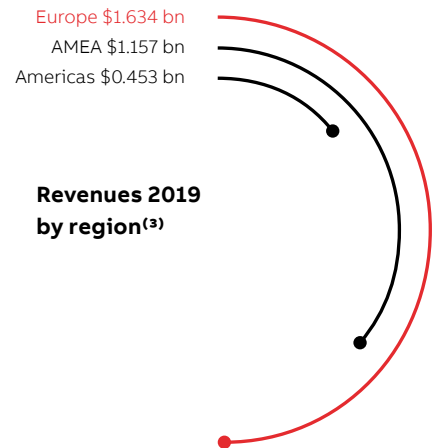 Europe $1.634 bn
AMEA $1.157 bn
Americas $0.453 bn
Revenues 2019
by region⁽³⁾